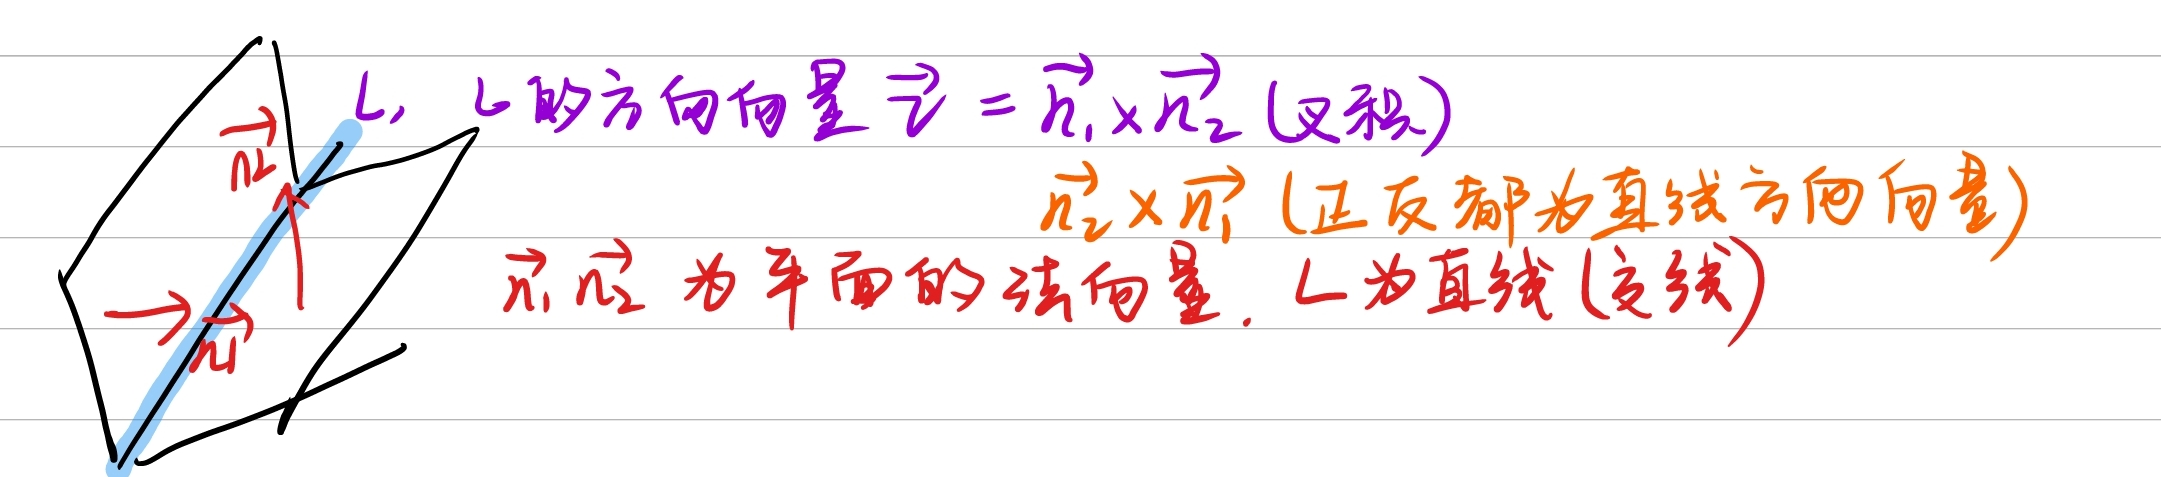 L, L的方向向量 $\vec{v} = \vec{n_1} \times \vec{n_2}$ (叉积)
$\vec{n_2} \times \vec{n_1}$ (正反都为直线方向向量)
$\vec{n_2}$
$\vec{n_1}$ $\vec{n_2}$ 为平面的法向量. L为直线(交线)
$\vec{n_1}$